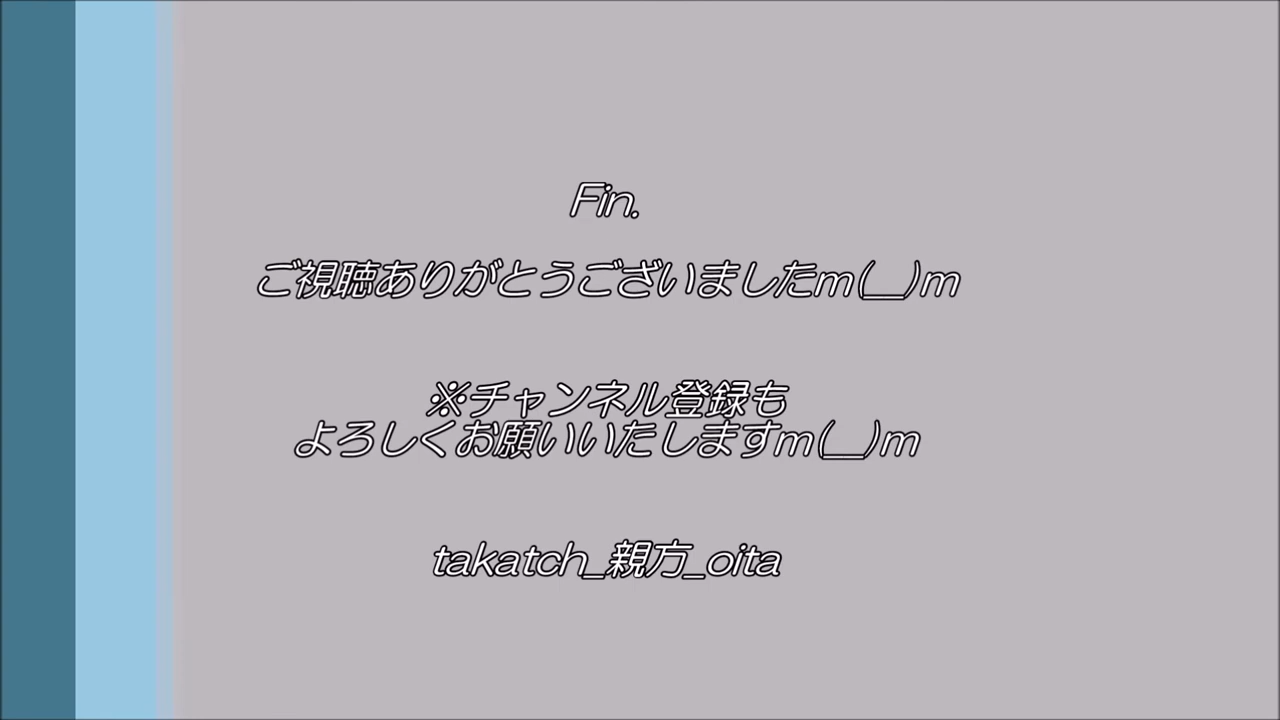 Fin.
ご視聴ありがとうございましたm(__)m
※チャンネル登録も
よろしくお願いいたしますm(__)m
takatch_親方_oita